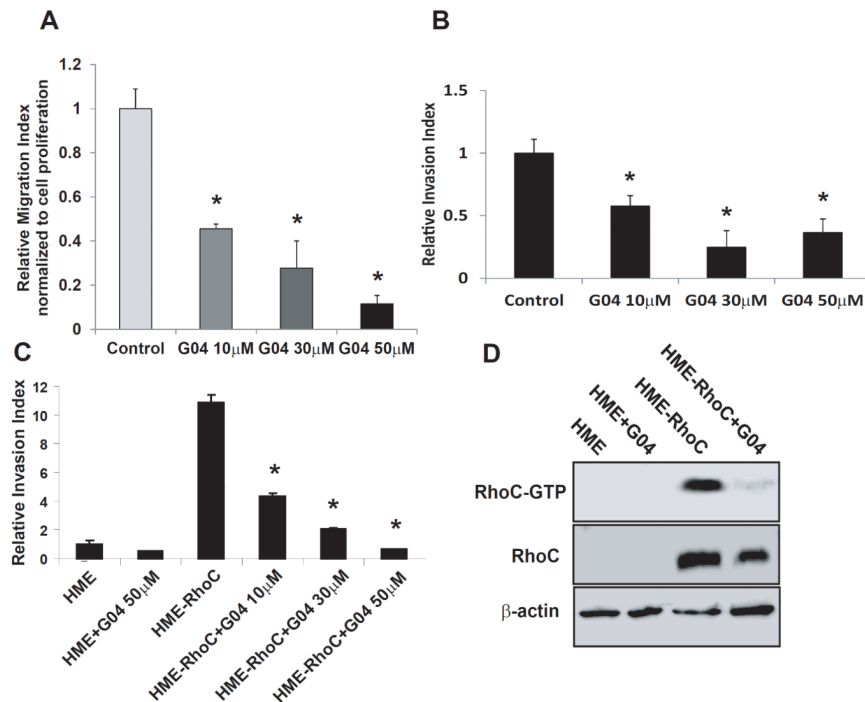 A
Relative Migration Index
normalized to cell proliferation
1.2
1
0.8
0.6
0.4
0.2
0
*
*
*
Control
G04 10μM
G04 30μM
G04 50μM
B
Relative Invasion Index
1.5
1
0.5
0
*
*
*
Control
G04 10μM
G04 30μM
G04 50μM
C
Relative Invasion Index
12
10
8
6
4
2
0
*
*
*
HME
HME+G04 50μM
HME-RhoC
HME-RhoC+G04 10μM
HME-RhoC+G04 30μM
HME-RhoC+G04 50μM
D
HME
HME+G04
HME-RhoC
HME-RhoC+G04
RhoC-GTP
RhoC
β-actin